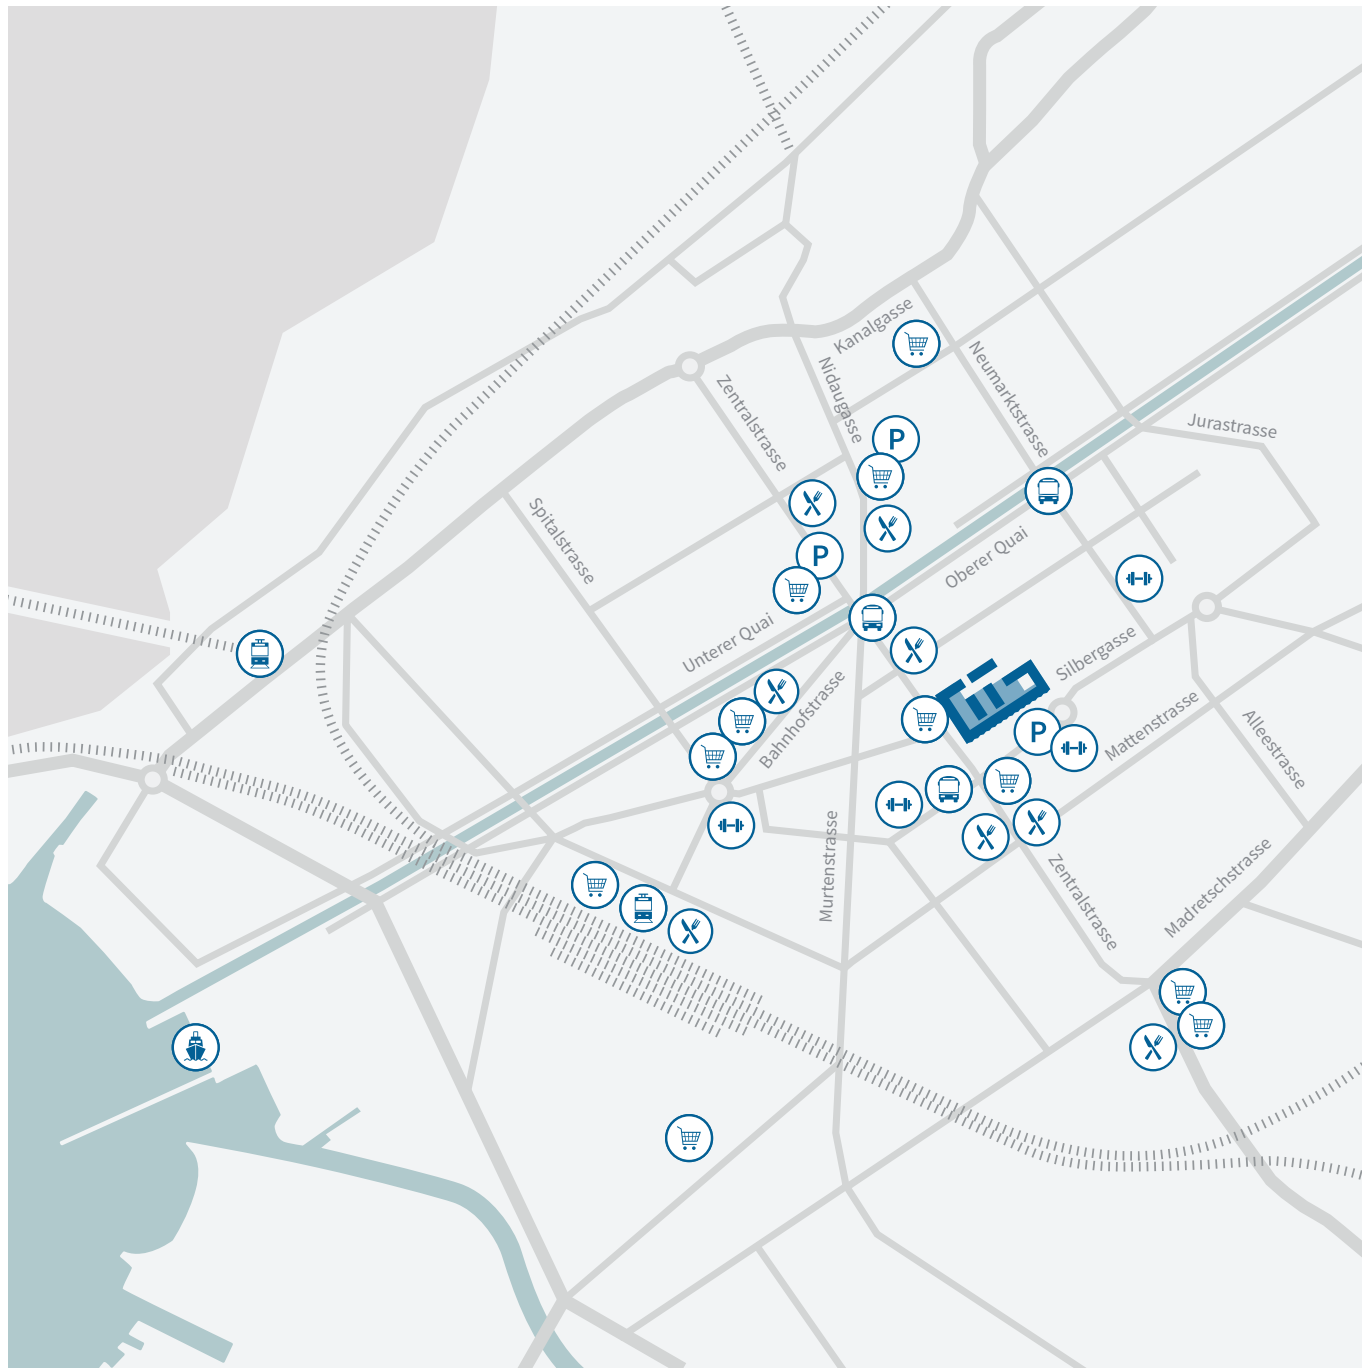 Kanalgasse
Nidaugasse
Neumarktstrasse
Zentralstrasse
Jurastrasse
P
Spitalstrasse
Oberer Quai
P
Unterer Quai
Silbergasse
Bahnhofstrasse
P
Mattenstrasse
Alleestrasse
Murtenstrasse
Zentralstrasse
Madretschstrasse